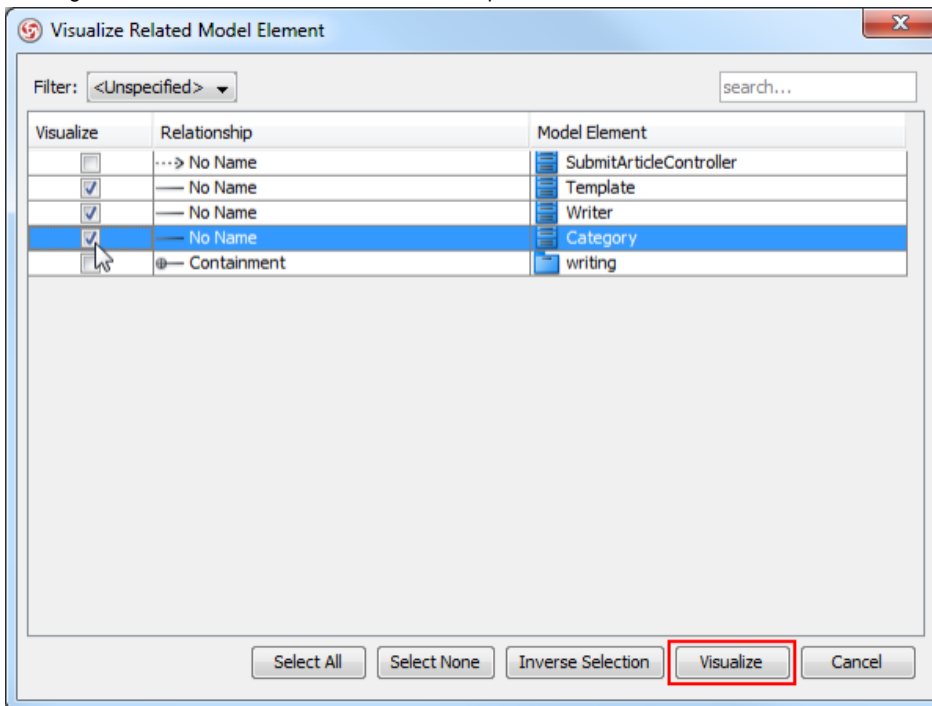 Visualize Related Model Element
Filter: <Unspecified> search...
Visualize Relationship Model Element
No Name SubmitArticleController
No Name Template
No Name Writer
No Name Category
Containment writing
Select All Select None Inverse Selection Visualize Cancel